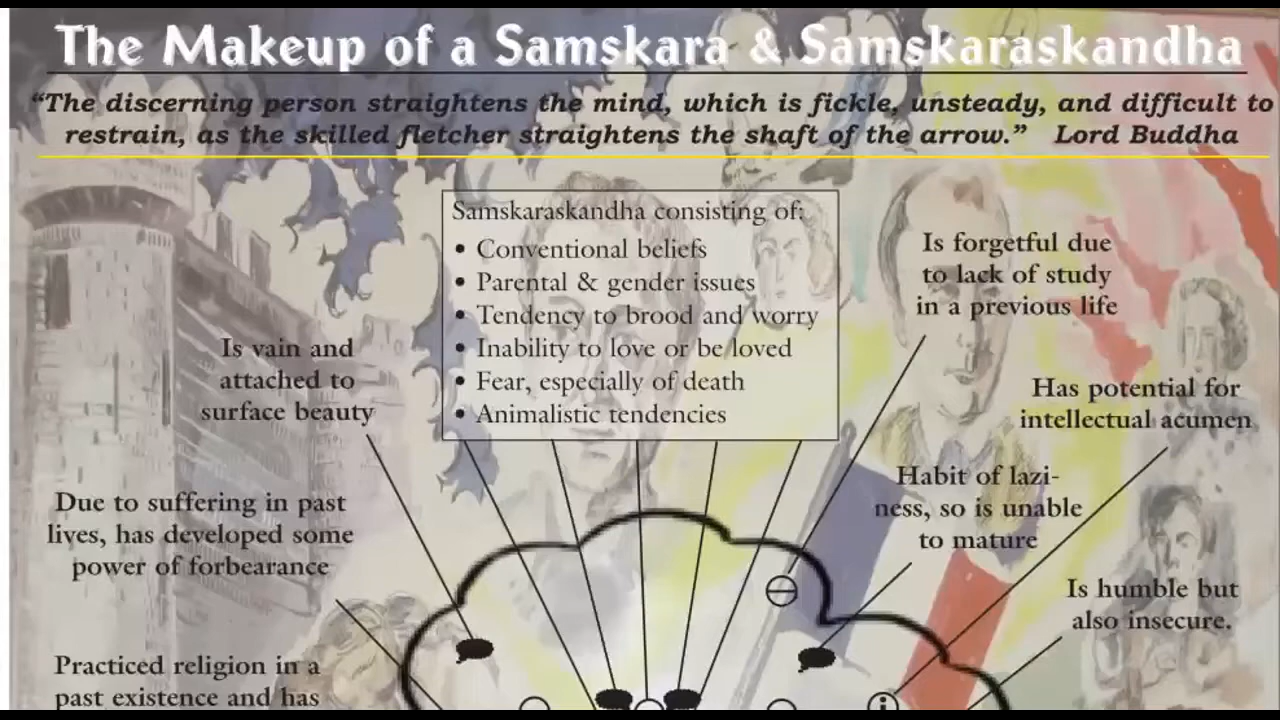 The Makeup of a Samskara & Samskaraskandha
“The discerning person straightens the mind, which is fickle, unsteady, and difficult to
restrain, as the skilled fletcher straightens the shaft of the arrow.” Lord Buddha
Samskaraskandha consisting of:
• Conventional beliefs
• Parental & gender issues
• Tendency to brood and worry
• Inability to love or be loved
• Fear, especially of death
• Animalistic tendencies
Is vain and
attached to
surface beauty
Due to suffering in past
lives, has developed some
power of forbearance
Practiced religion in a
past existence and has
Is forgetful due
to lack of study
in a previous life
Has potential for
intellectual acumen
Habit of lazi-
ness, so is unable
to mature
Is humble but
also insecure.